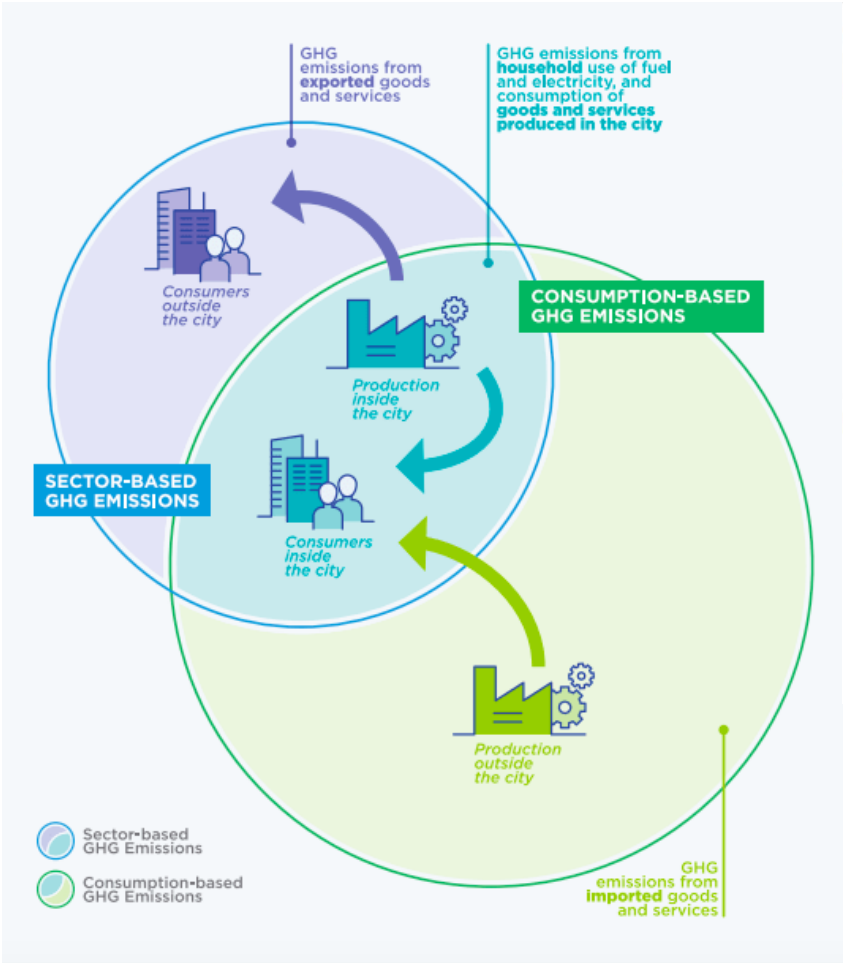 GHG
emissions from
exported goods
and services
GHG emissions from
household use of fuel
and electricity, and
consumption of
goods and services
produced in the city
Consumers
outside
the city
CONSUMPTION-BASED
GHG EMISSIONS
Production
inside
the city
SECTOR-BASED
GHG EMISSIONS
Consumers
inside
the city
Production
outside
the city
Sector-based
GHG Emissions
Consumption-based
GHG Emissions
GHG
emissions from
imported goods
and services